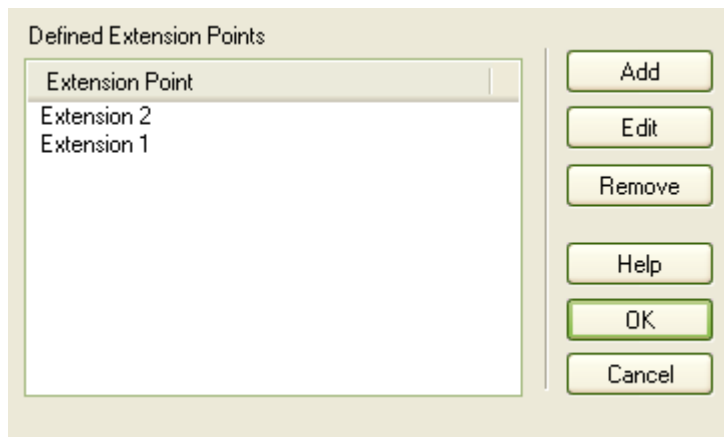 Defined Extension Points
Extension Point
Extension 2
Extension 1
Add
Edit
Remove
Help
OK
Cancel